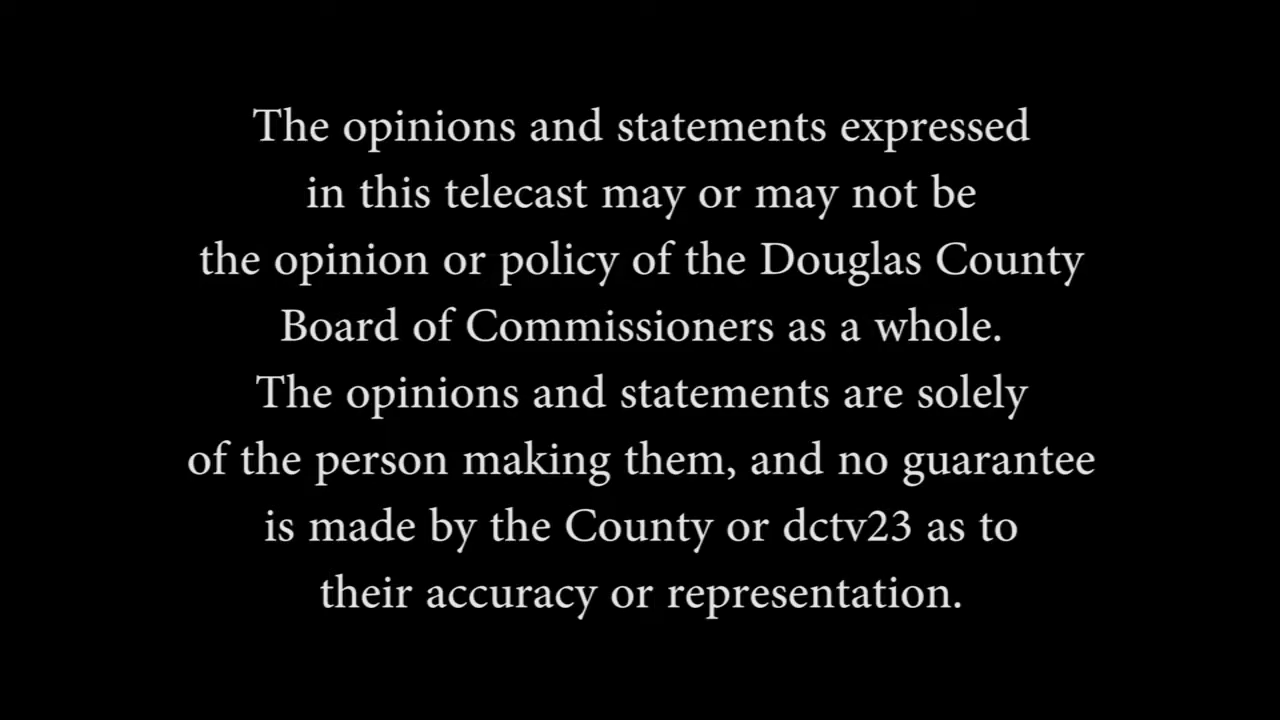 The opinions and statements expressed
in this telecast may or may not be
the opinion or policy of the Douglas County
Board of Commissioners as a whole.
The opinions and statements are solely
of the person making them, and no guarantee
is made by the County or dctv23 as to
their accuracy or representation.